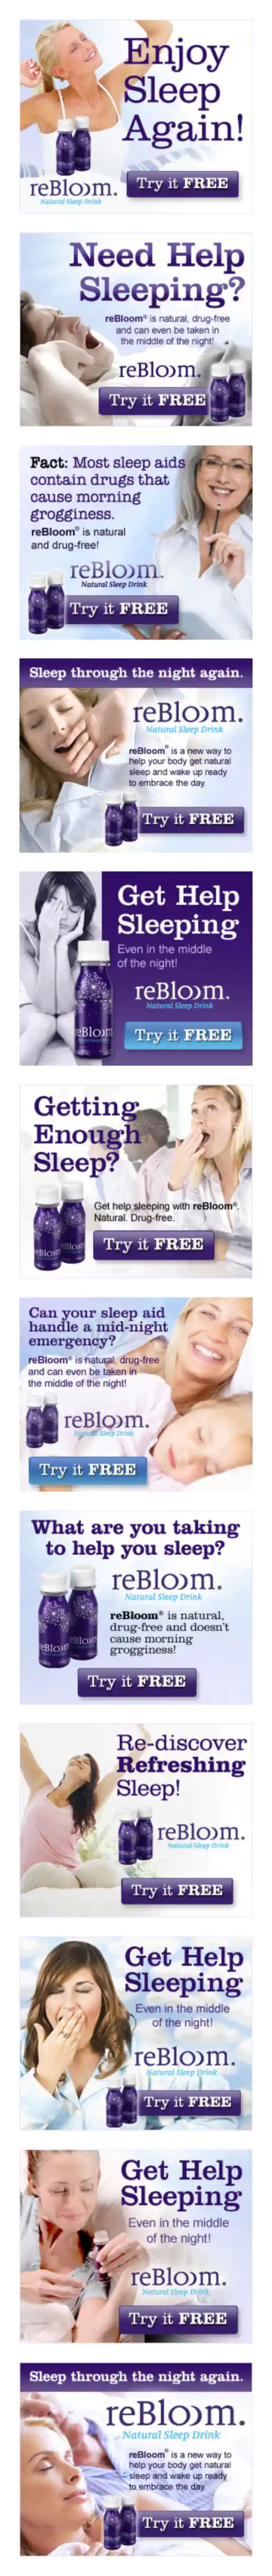 Enjoy
Sleep
Again!
reBloom.
Natural Sleep Drink
Try it FREE
Need Help
Sleeping?
reBloom® is natural, drug-free
and can even be taken in
the middle of the night!
reBloom.
Try it FREE
Fact: Most sleep aids
contain drugs that
cause morning
grogginess.
reBloom® is natural
and drug-free!
reBloom.
Natural Sleep Drink
Try it FREE
Sleep through the night again.
reBloom.
Natural Sleep Drink
reBloom® is a new way to
help your body get natural
sleep and wake up ready
to embrace the day.
Try it FREE
Get Help
Sleeping
Even in the middle
of the night!
reBloom
reBloom.
Natural Sleep Drink
Try it FREE
Getting
Enough
Sleep?
Get help sleeping with reBloom®.
Natural. Drug-free.
Try it FREE
Can your sleep aid
handle a mid-night
emergency?
reBloom® is natural, drug-free
and can even be taken in
the middle of the night!
reBloom.
Natural Sleep Drink
Try it FREE
What are you taking
to help you sleep?
reBloom.
Natural Sleep Drink
reBloom® is natural,
drug-free and doesn't
cause morning
grogginess!
Try it FREE
Re-discover
Refreshing
Sleep!
reBloom.
Natural Sleep Drink
Try it FREE
Get Help
Sleeping
Even in the middle
of the night!
reBloom.
Natural Sleep Drink
Try it FREE
Get Help
Sleeping
Even in the middle
of the night!
reBloom.
Natural Sleep Drink
Try it FREE
Sleep through the night again.
reBloom.
Natural Sleep Drink
reBloom® is a new way to
help your body get natural
sleep and wake up ready
to embrace the day.
Try it FREE